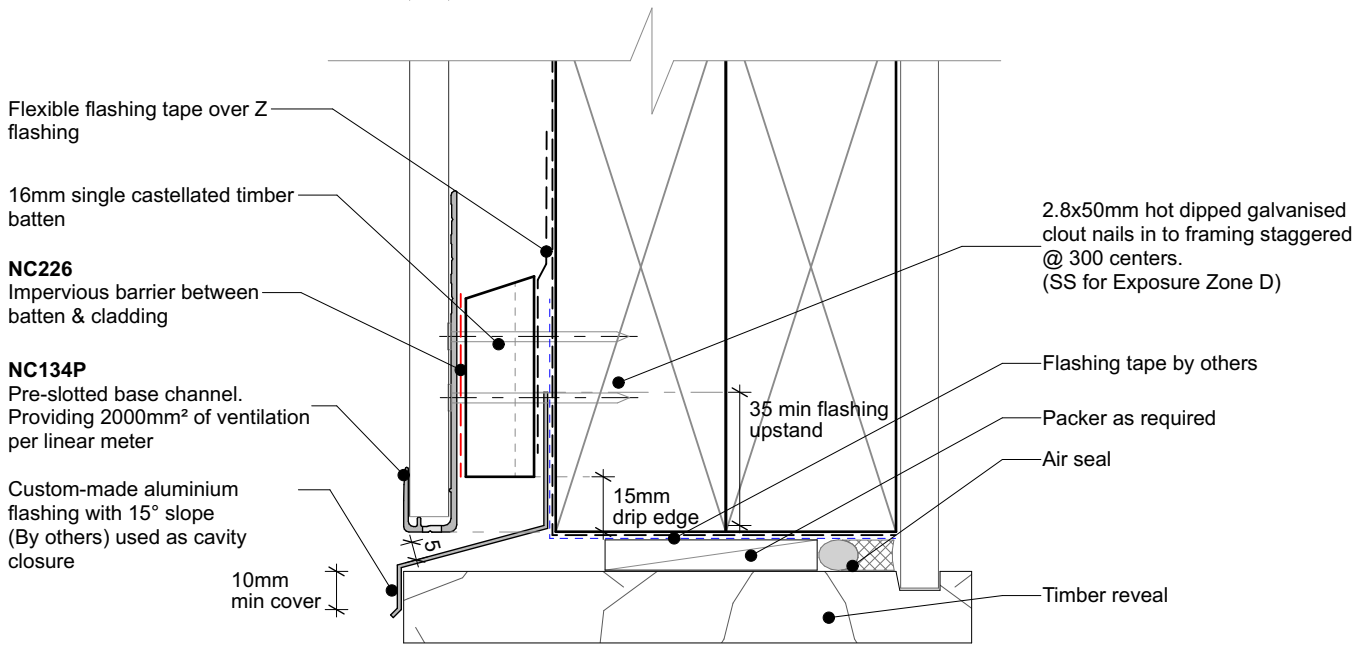 Flexible flashing tape over Z
flashing
16mm single castellated timber
batten
NC226
Impervious barrier between
batten & cladding
NC134P
Pre-slotted base channel.
Providing 2000mm² of ventilation
per linear meter
Custom-made aluminium
flashing with 15° slope
(By others) used as cavity
closure
10mm
min cover
5
15mm
drip edge
35 min flashing
upstand
2.8x50mm hot dipped galvanised
clout nails in to framing staggered
@ 300 centers.
(SS for Exposure Zone D)
Flashing tape by others
Packer as required
Air seal
Timber reveal